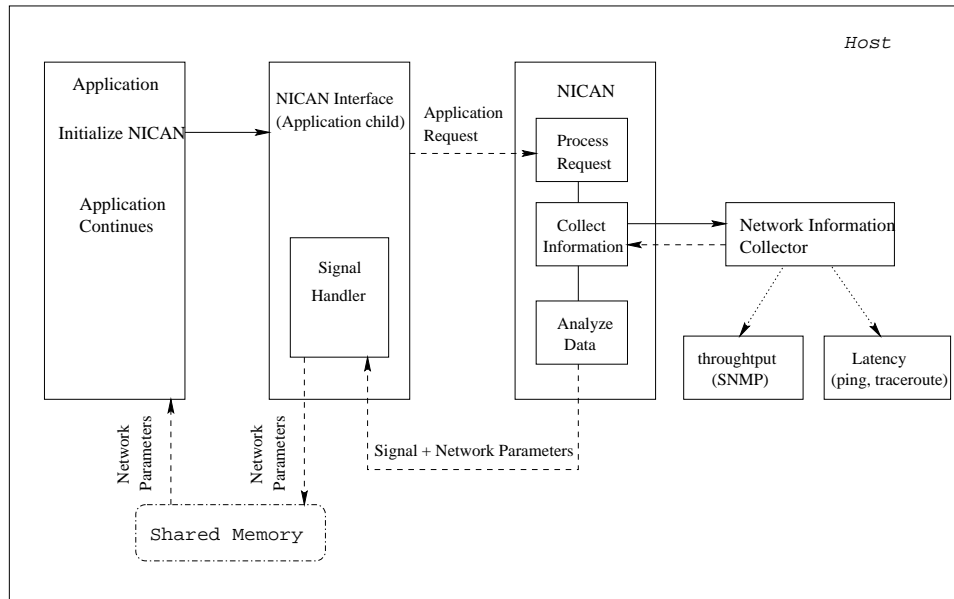 Host
Application
Initialize NICAN
Application
Continues
NICAN Interface
(Application child)
Signal
Handler
Application
Request
NICAN
Process
Request
Collect
Information
Analyze
Data
Network Information
Collector
throughtput
(SNMP)
Latency
(ping, traceroute)
Network
Parameters
Network
Parameters
Signal + Network Parameters
Shared Memory